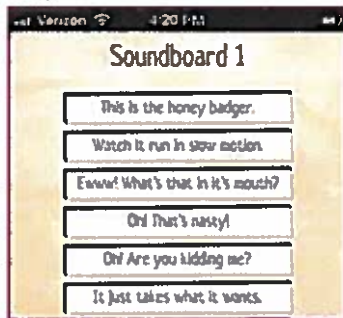 Verizon 4:20 PM
Soundboard 1
This is the honey badger.
Watch it run in slow motion.
Ewww! What's that in it's mouth?
Oh! That's nasty!
Oh! Are you kidding me?
It just takes what it wants.